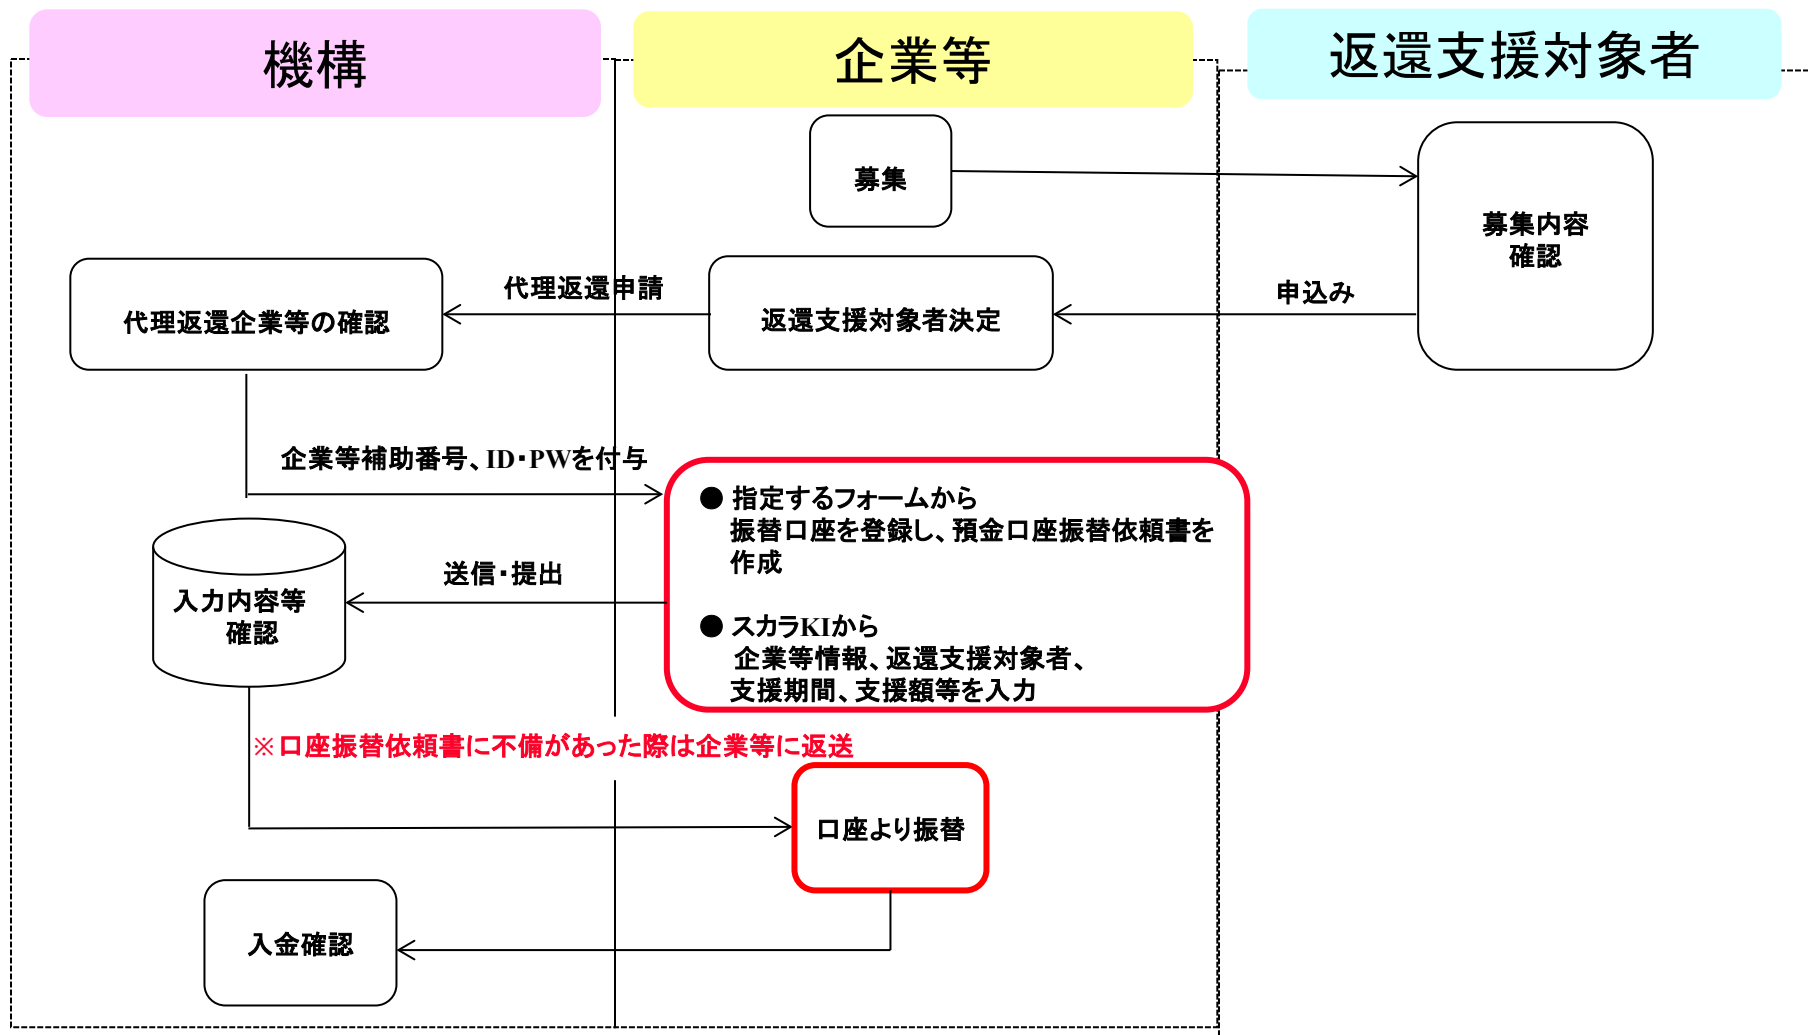 機構
企業等
返還支援対象者
募集
募集内容
確認
申込み
返還支援対象者決定
代理返還申請
代理返還企業等の確認
企業等補助番号、ID・PWを付与
● 指定するフォームから
振替口座を登録し、預金口座振替依頼書を
作成
● スカラKIから
企業等情報、返還支援対象者、
支援期間、支援額等を入力
送信・提出
入力内容等
確認
※口座振替依頼書に不備があった際は企業等に返送
口座より振替
入金確認